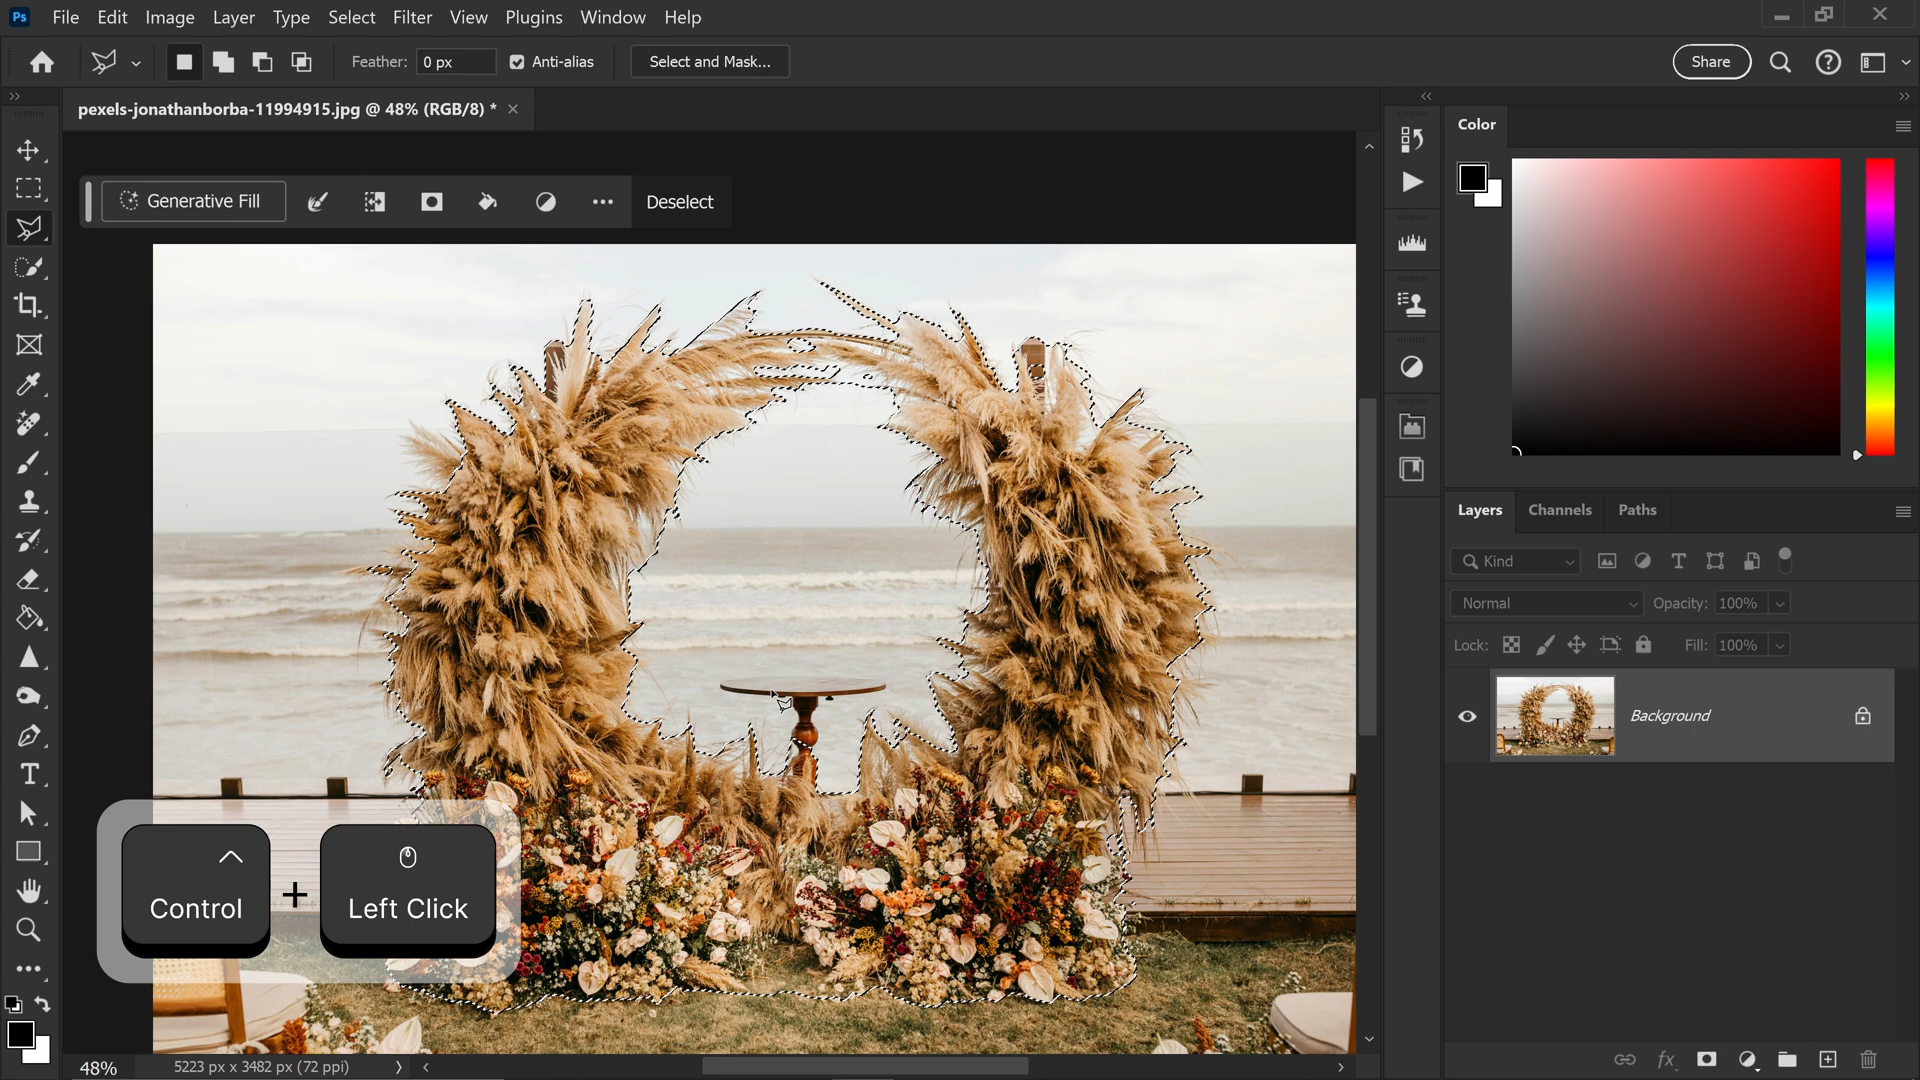 Ps File Edit Image Layer Type Select Filter View Plugins Window Help
Feather: 0 px Anti-alias Select and Mask... Share
pexels-jonathanborba-11994915.jpg @ 48% (RGB/8) *
Generative Fill Deselect
Color
Layers Channels Paths
Kind
Normal Opacity: 100%
Lock: Fill: 100%
Background
Control + Left Click
48% 5223 px x 3482 px (72 ppi)
fx